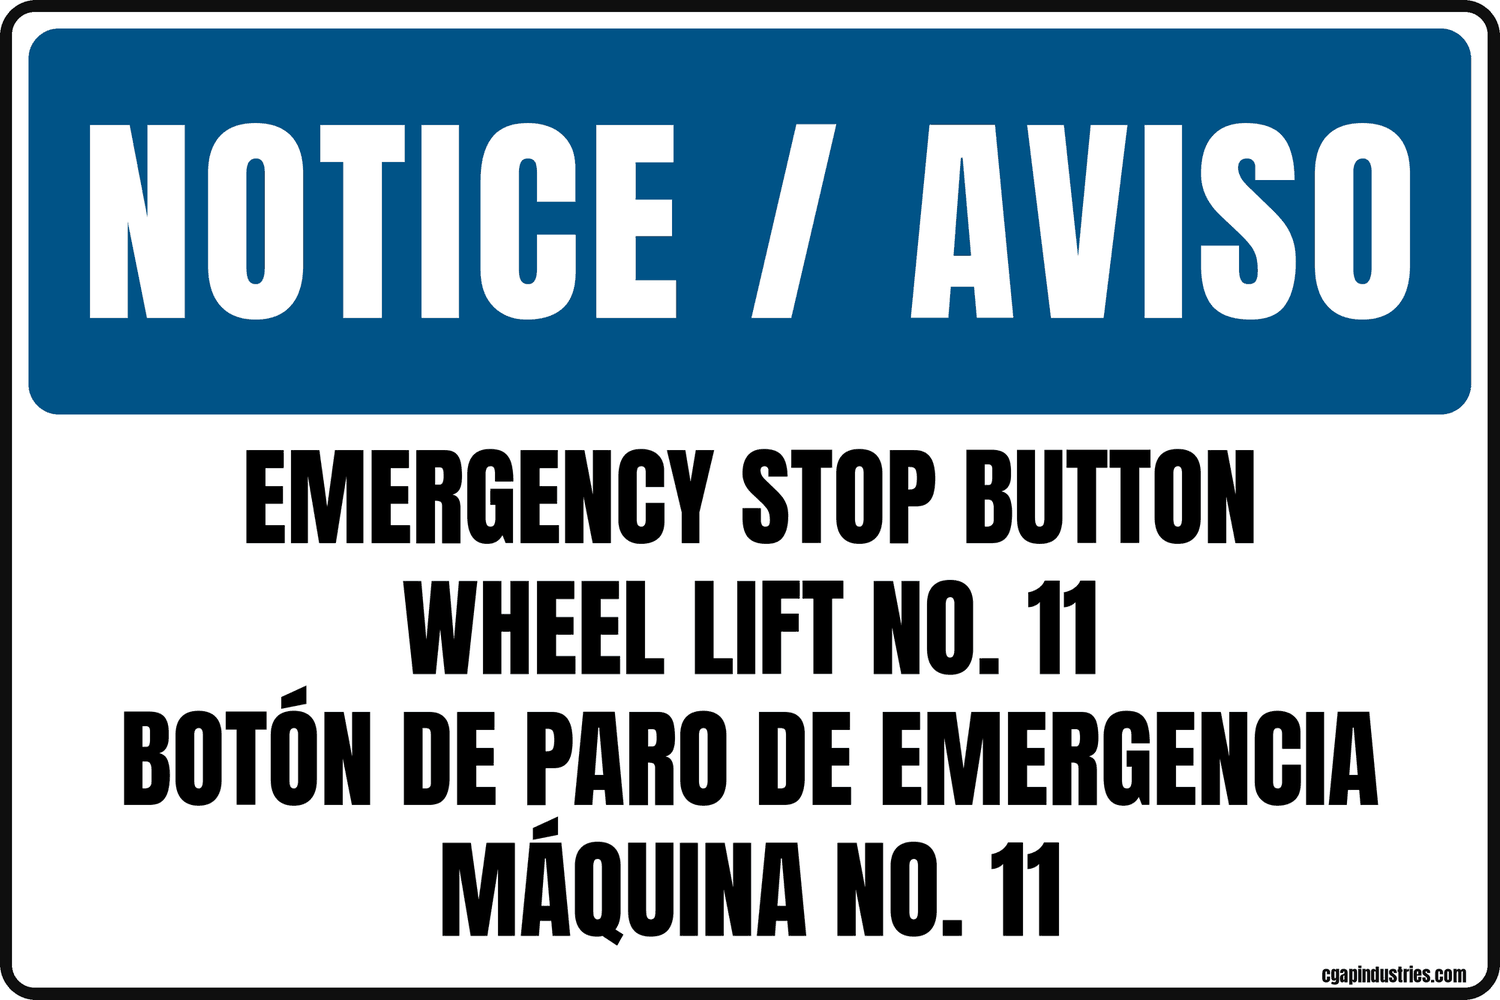 NOTICE / AVISO
EMERGENCY STOP BUTTON
WHEEL LIFT NO. 11
BOTÓN DE PARO DE EMERGENCIA
MÁQUINA NO. 11
cgapindustries.com